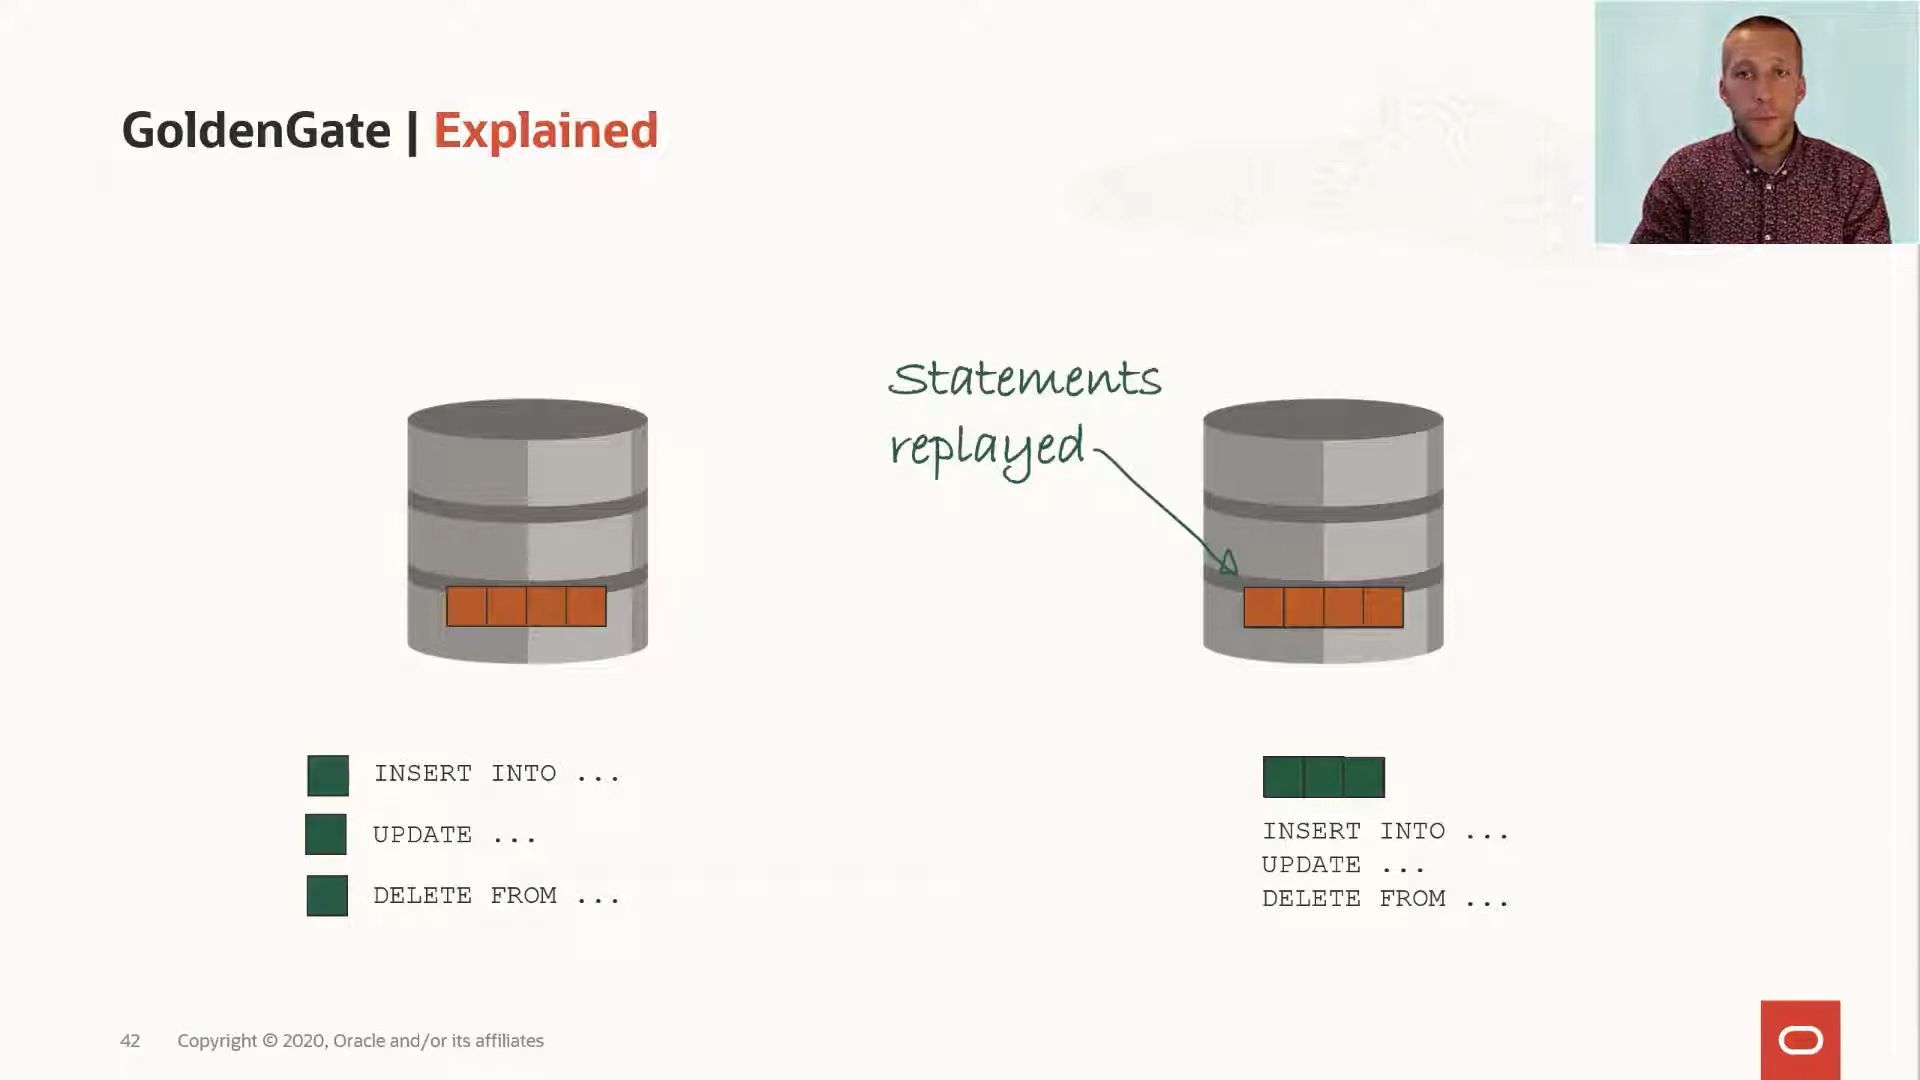 GoldenGate | Explained
Statements
replayed
INSERT INTO ...
UPDATE ...
DELETE FROM ...
INSERT INTO ...
UPDATE ...
DELETE FROM ...
42 Copyright © 2020, Oracle and/or its affiliates